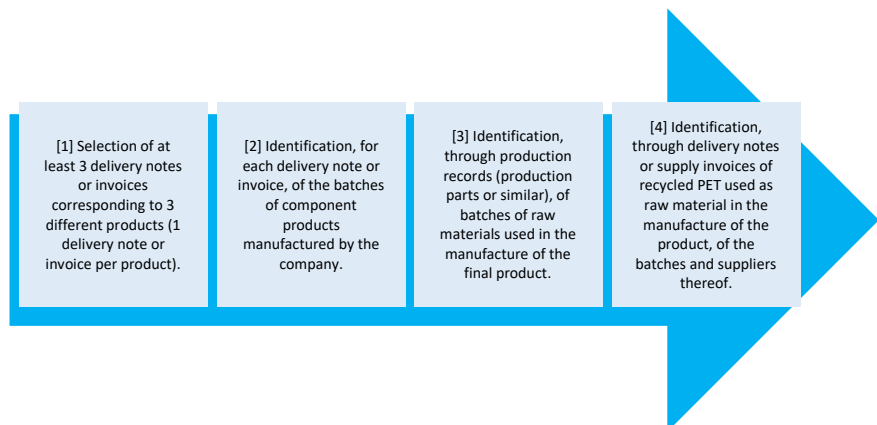 [1] Selection of at
least 3 delivery notes
or invoices
corresponding to 3
different products (1
delivery note or
invoice per product).
[2] Identification, for
each delivery note or
invoice, of the batches
of component
products
manufactured by the
company.
[3] Identification,
through production
records (production
parts or similar), of
batches of raw
materials used in the
manufacture of the
final product.
[4] Identification,
through delivery notes
or supply invoices of
recycled PET used as
raw material in the
manufacture of the
product, of the
batches and suppliers
thereof.